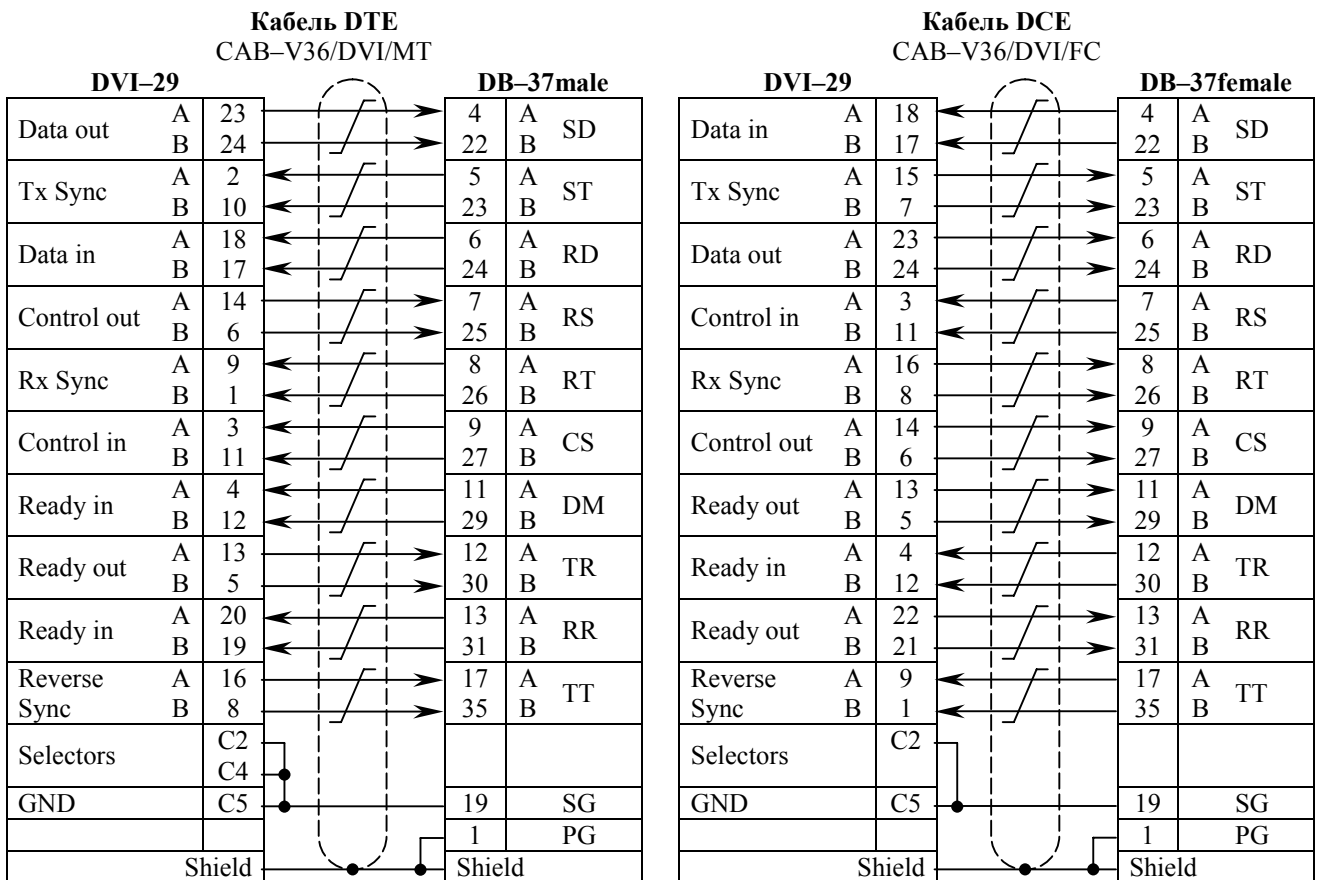 Кабель DTE
CAB–V36/DVI/MT
DVI–29 DB–37male
Data out A 23 4 A SD
B 24 22 B
Tx Sync A 2 5 A ST
B 10 23 B
Data in A 18 6 A RD
B 17 24 B
Control out A 14 7 A RS
B 6 25 B
Rx Sync A 9 8 A RT
B 1 26 B
Control in A 3 9 A CS
B 11 27 B
Ready in A 4 11 A DM
B 12 29 B
Ready out A 13 12 A TR
B 5 30 B
Ready in A 20 13 A RR
B 19 31 B
Reverse A 16 17 A TT
Sync B 8 35 B
Selectors C2
C4
GND C5 19 SG
1 PG
Shield Shield
Кабель DCE
CAB–V36/DVI/FC
DVI–29 DB–37female
Data in A 18 4 A SD
B 17 22 B
Tx Sync A 15 5 A ST
B 7 23 B
Data out A 23 6 A RD
B 24 24 B
Control in A 3 7 A RS
B 11 25 B
Rx Sync A 16 8 A RT
B 8 26 B
Control out A 14 9 A CS
B 6 27 B
Ready out A 13 11 A DM
B 5 29 B
Ready in A 4 12 A TR
B 12 30 B
Ready out A 22 13 A RR
B 21 31 B
Reverse A 9 17 A TT
Sync B 1 35 B
Selectors C2
GND C5 19 SG
1 PG
Shield Shield